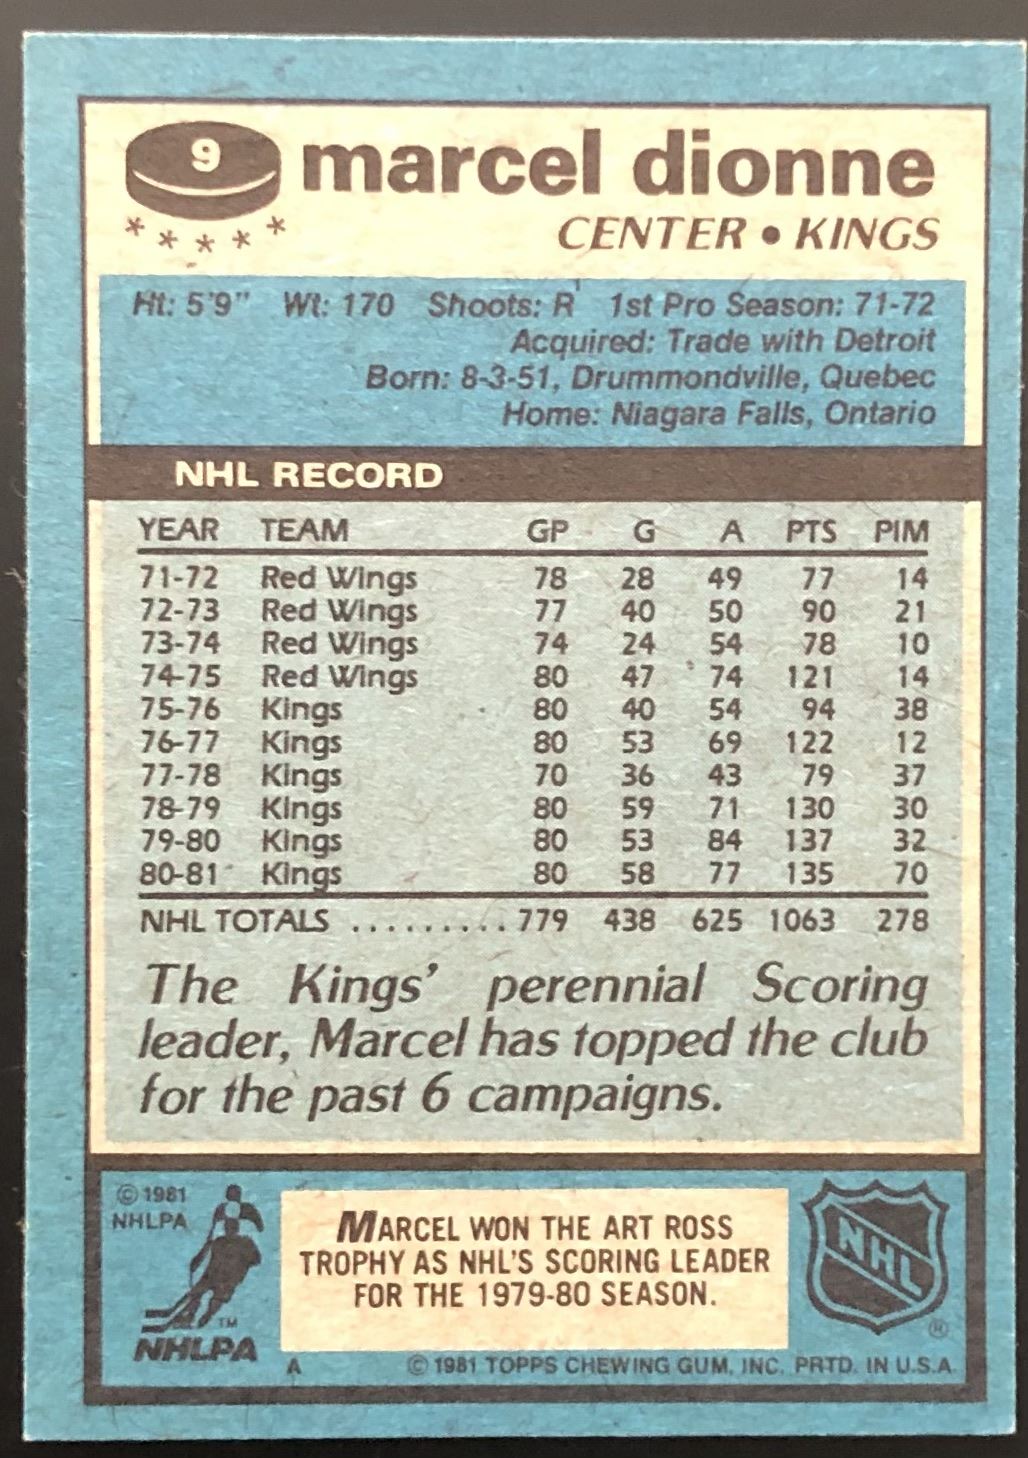 9 marcel dionne
***** CENTER • KINGS
Ht: 5'9" Wt: 170 Shoots: R 1st Pro Season: 71-72
Acquired: Trade with Detroit
Born: 8-3-51, Drummondville, Quebec
Home: Niagara Falls, Ontario
NHL RECORD
YEAR TEAM GP G A PTS PIM
71-72 Red Wings 78 28 49 77 14
72-73 Red Wings 77 40 50 90 21
73-74 Red Wings 74 24 54 78 10
74-75 Red Wings 80 47 74 121 14
75-76 Kings 80 40 54 94 38
76-77 Kings 80 53 69 122 12
77-78 Kings 70 36 43 79 37
78-79 Kings 80 59 71 130 30
79-80 Kings 80 53 84 137 32
80-81 Kings 80 58 77 135 70
NHL TOTALS ......... 779 438 625 1063 278
The Kings' perennial Scoring
leader, Marcel has topped the club
for the past 6 campaigns.
© 1981
NHLPA
TM
NHLPA
MARCEL WON THE ART ROSS
TROPHY AS NHL'S SCORING LEADER
FOR THE 1979-80 SEASON.
NHL
®
A © 1981 TOPPS CHEWING GUM, INC. PRTD. IN U.S.A.